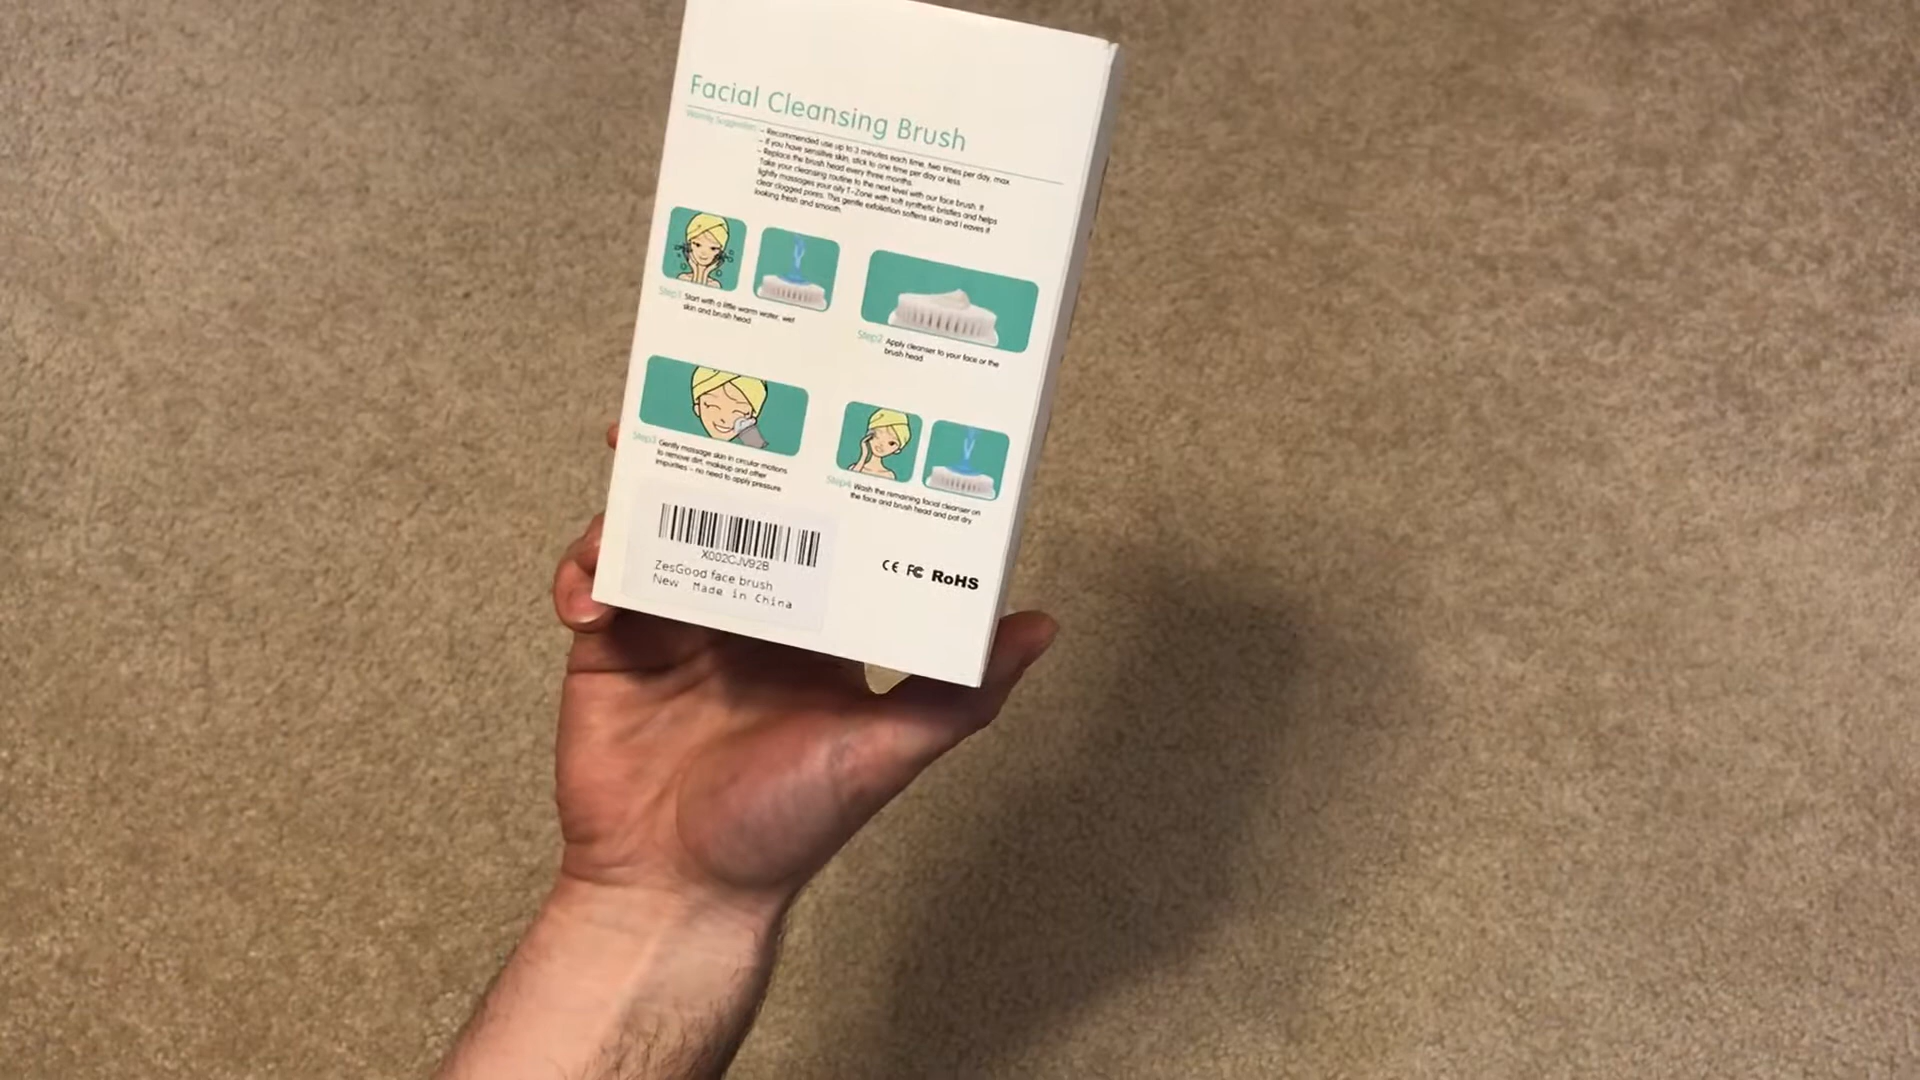 Facial Cleansing Brush
Warmly Suggestion: - Recommended use up to 2 minutes each time, two times per day, max
- If you have sensitive skin, stick to one time per day or less
- Replace the brush head every three months.
Take your cleansing routine to the next level with our face brush. It
lightly massages your oily T-Zone with soft synthetic bristles and helps
clear clogged pores. This gentle exfoliation softens skin and l eaves it
looking fresh and smooth.
Step1 Start with a little warm water, wet
skin and brush head
Step2 Apply cleanser to your face or the
brush head
Step3 Gently massage skin in circular motions
to remove dirt, makeup and other
impurities - no need to apply pressure
Step4 Wash the remaining facial cleanser on
the face and brush head and pat dry
X002CJV92B
ZesGood face brush
New Made in China
CE FC RoHS